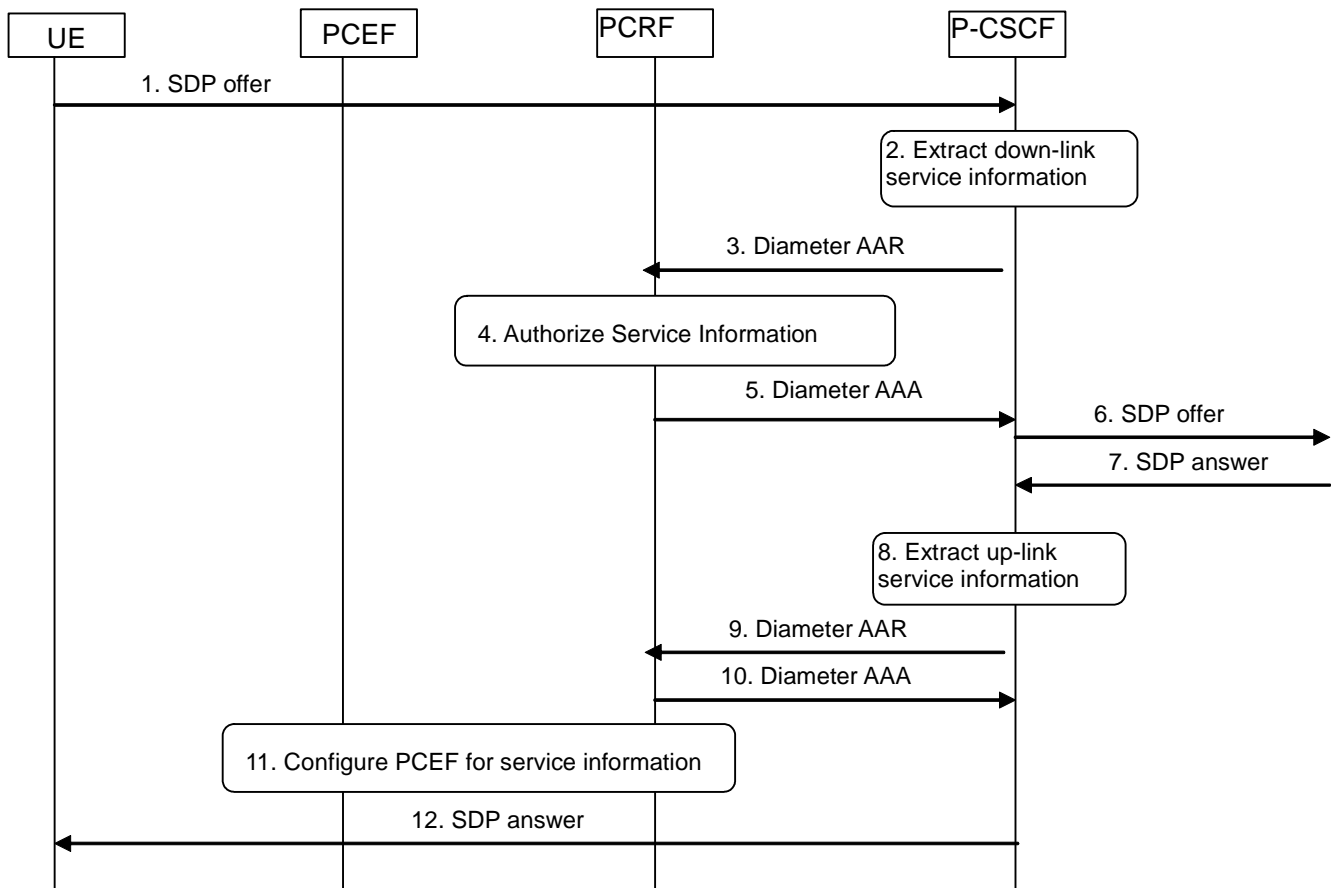 UE
PCEF
PCRF
P-CSCF
1. SDP offer
2. Extract down-link
service information
3. Diameter AAR
4. Authorize Service Information
5. Diameter AAA
6. SDP offer
7. SDP answer
8. Extract up-link
service information
9. Diameter AAR
10. Diameter AAA
11. Configure PCEF for service information
12. SDP answer